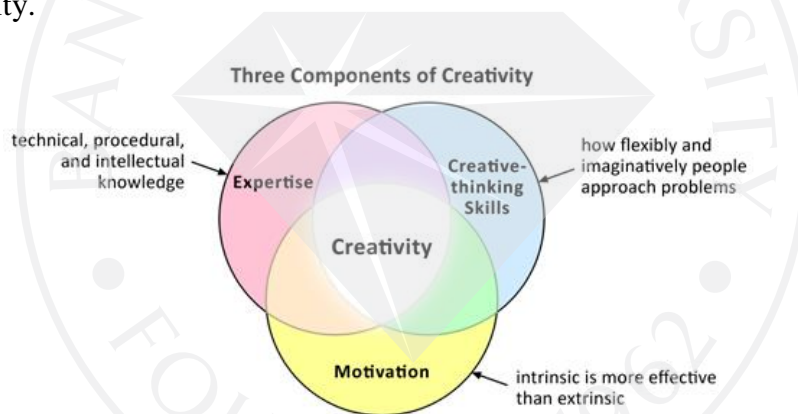 ity.
Three Components of Creativity
technical, procedural,
and intellectual
knowledge
Expertise
Creative-
thinking
Skills
how flexibly and
imaginatively people
approach problems
Creativity
Motivation
intrinsic is more effective
than extrinsic